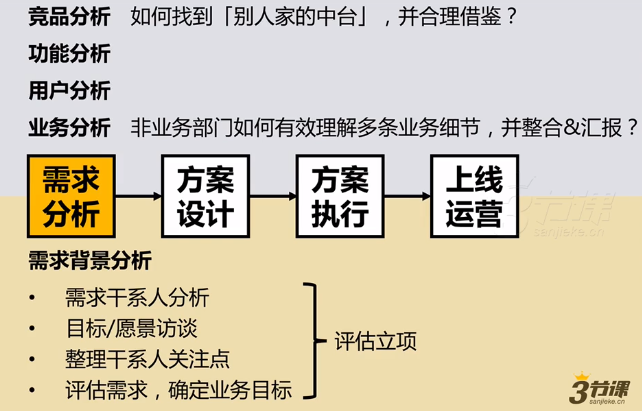 竞品分析 如何找到「别人家的中台」,并合理借鉴?
功能分析
用户分析
业务分析 非业务部门如何有效理解多条业务细节,并整合&汇报?
需求分析
方案设计
方案执行
上线运营
节课
sanjieke.cn
需求背景分析
• 需求干系人分析
• 目标/愿景访谈
• 整理干系人关注点
• 评估需求,确定业务目标
评估立项
3节课
sanjieke.cn